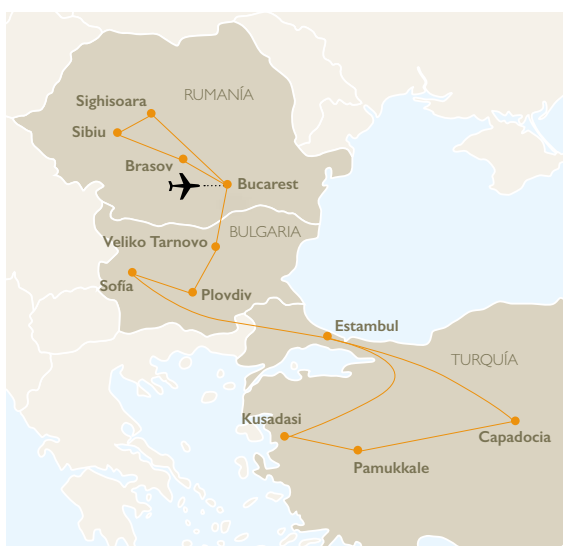 Sighisoara
RUMANÍA
Sibiu
Brasov
Bucarest
BULGARIA
Veliko Tarnovo
Sofía
Plovdiv
Estambul
TURQUÍA
Kusadasi
Capadocia
Pamukkale